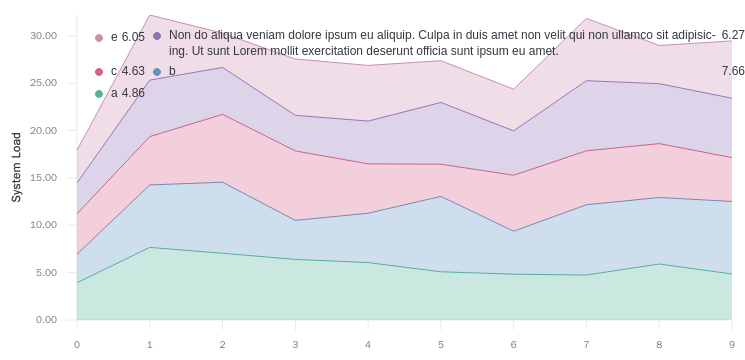 30.00
25.00
20.00
15.00
10.00
5.00
0.00
System Load
e 6.05
Non do aliqua veniam dolore ipsum eu aliquip. Culpa in duis amet non velit qui non ullamco sit adipisic- 6.27
ing. Ut sunt Lorem mollit exercitation deserunt officia sunt ipsum eu amet.
c 4.63
b 7.66
a 4.86
0 1 2 3 4 5 6 7 8 9